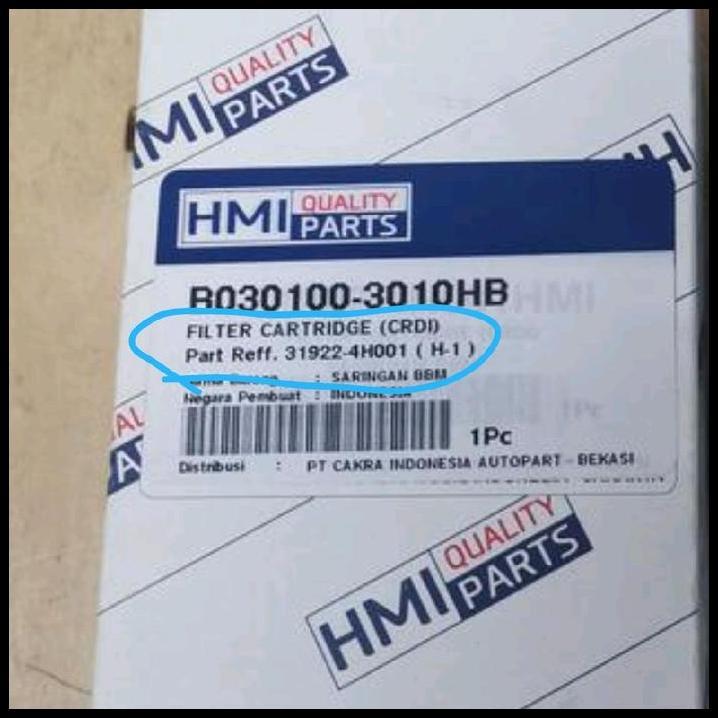 HMI QUALITY PARTS
HMI
HMI QUALITY PARTS
B030100-3010HB
FILTER CARTRIDGE (CRDI)
Part Reff. 31922-4H001 ( H-1 )
: SARINGAN BBM
Negara Pembuat : INDONESIA
1Pc
Distribusi : PT CAKRA INDONESIA AUTOPART - BEKASI
HMI QUALITY PARTS